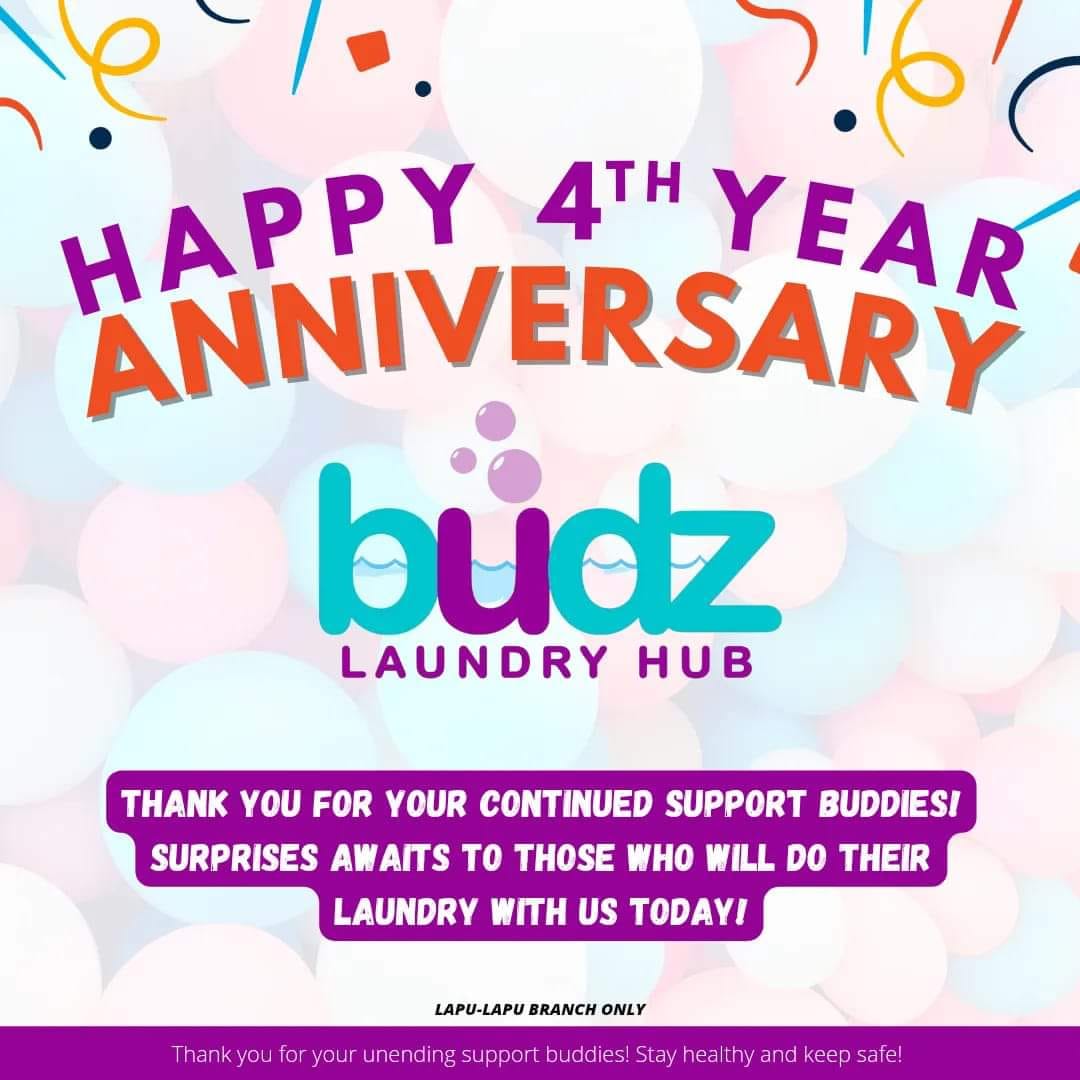 HAPPY 4TH YEAR
ANNIVERSARY
budz
LAUNDRY HUB
THANK YOU FOR YOUR CONTINUED SUPPORT BUDDIES!
SURPRISES AWAITS TO THOSE WHO WILL DO THEIR
LAUNDRY WITH US TODAY!
LAPU-LAPU BRANCH ONLY
Thank you for your unending support buddies! Stay healthy and keep safe!